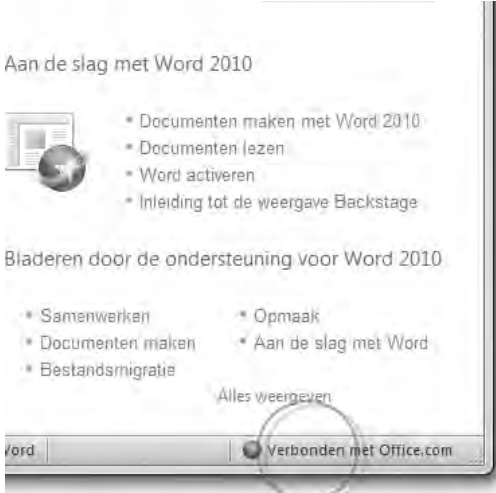 Aan de slag met Word 2010
• Documenten maken met Word 2010
• Documenten lezen
• Word activeren
• Inleiding tot de weergave Backstage
Bladeren door de ondersteuning voor Word 2010
• Samenwerken
• Documenten maken
• Bestandsmigratie
• Opmaak
• Aan de slag met Word
Alles weergeven
Word
Verbonden met Office.com